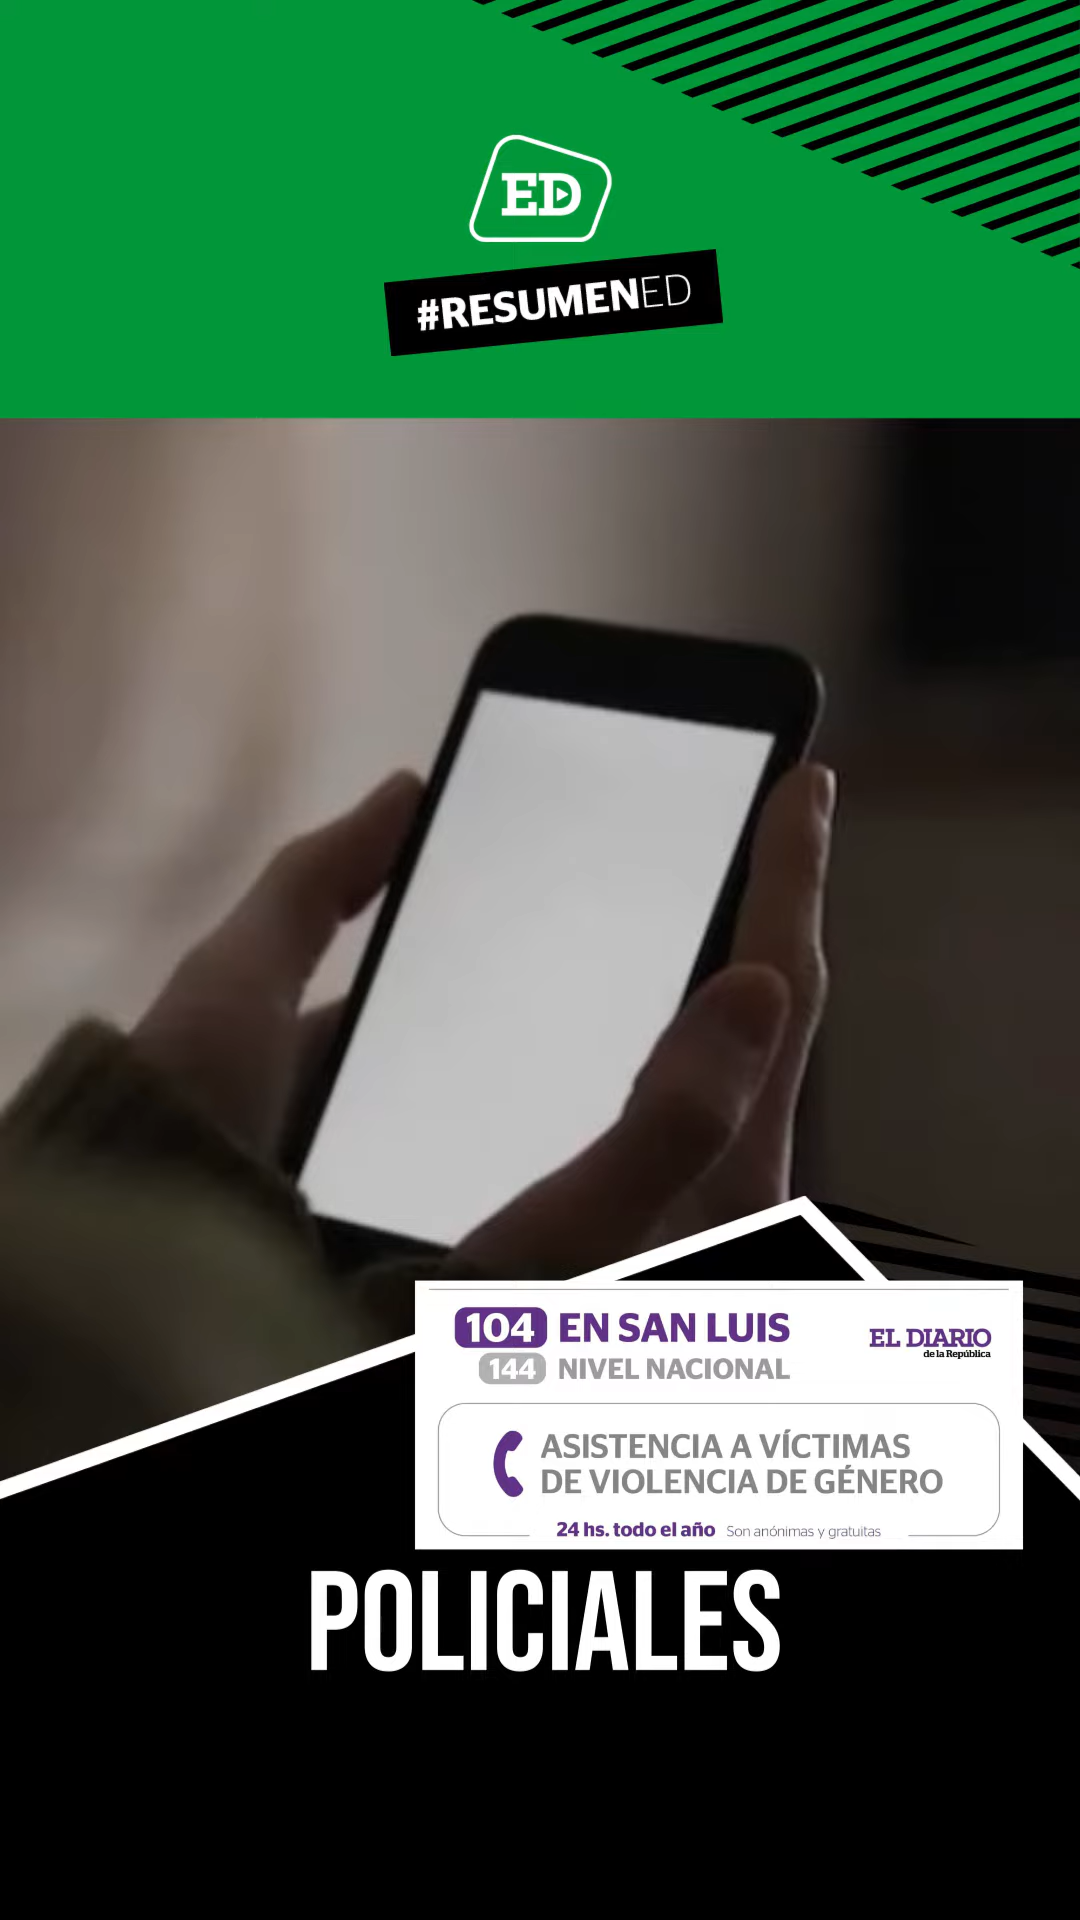 ED
#RESUMENED
104 EN SAN LUIS
144 NIVEL NACIONAL
EL DIARIO
de la República
ASISTENCIA A VÍCTIMAS
DE VIOLENCIA DE GÉNERO
24 hs. todo el año Son anónimas y gratuitas
POLICIALES